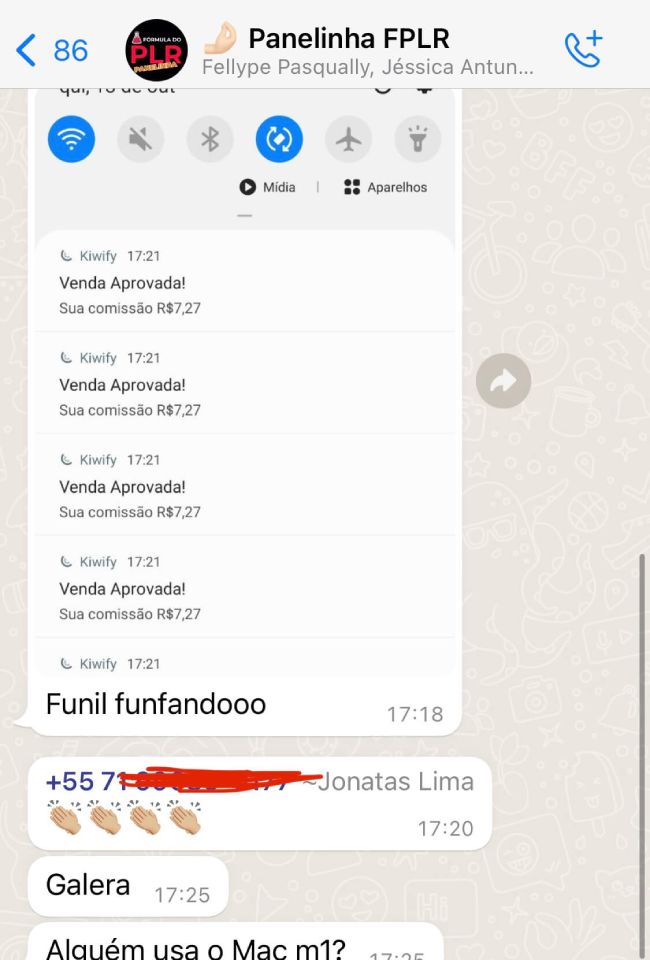 86
FÓRMULA DO
PLR
PANELINHA
Panelinha FPLR
Fellype Pasqually, Jéssica Antun...
qui, 13 de out
Mídia | Aparelhos
Kiwify 17:21
Venda Aprovada!
Sua comissão R$7,27
Kiwify 17:21
Venda Aprovada!
Sua comissão R$7,27
Kiwify 17:21
Venda Aprovada!
Sua comissão R$7,27
Kiwify 17:21
Venda Aprovada!
Sua comissão R$7,27
Kiwify 17:21
Funil funfandooo
17:18
+55 71 ~Jonatas Lima
👏🏼👏🏼👏🏼👏🏼
17:20
Galera 17:25
Alguém usa o Mac m1? 17:25